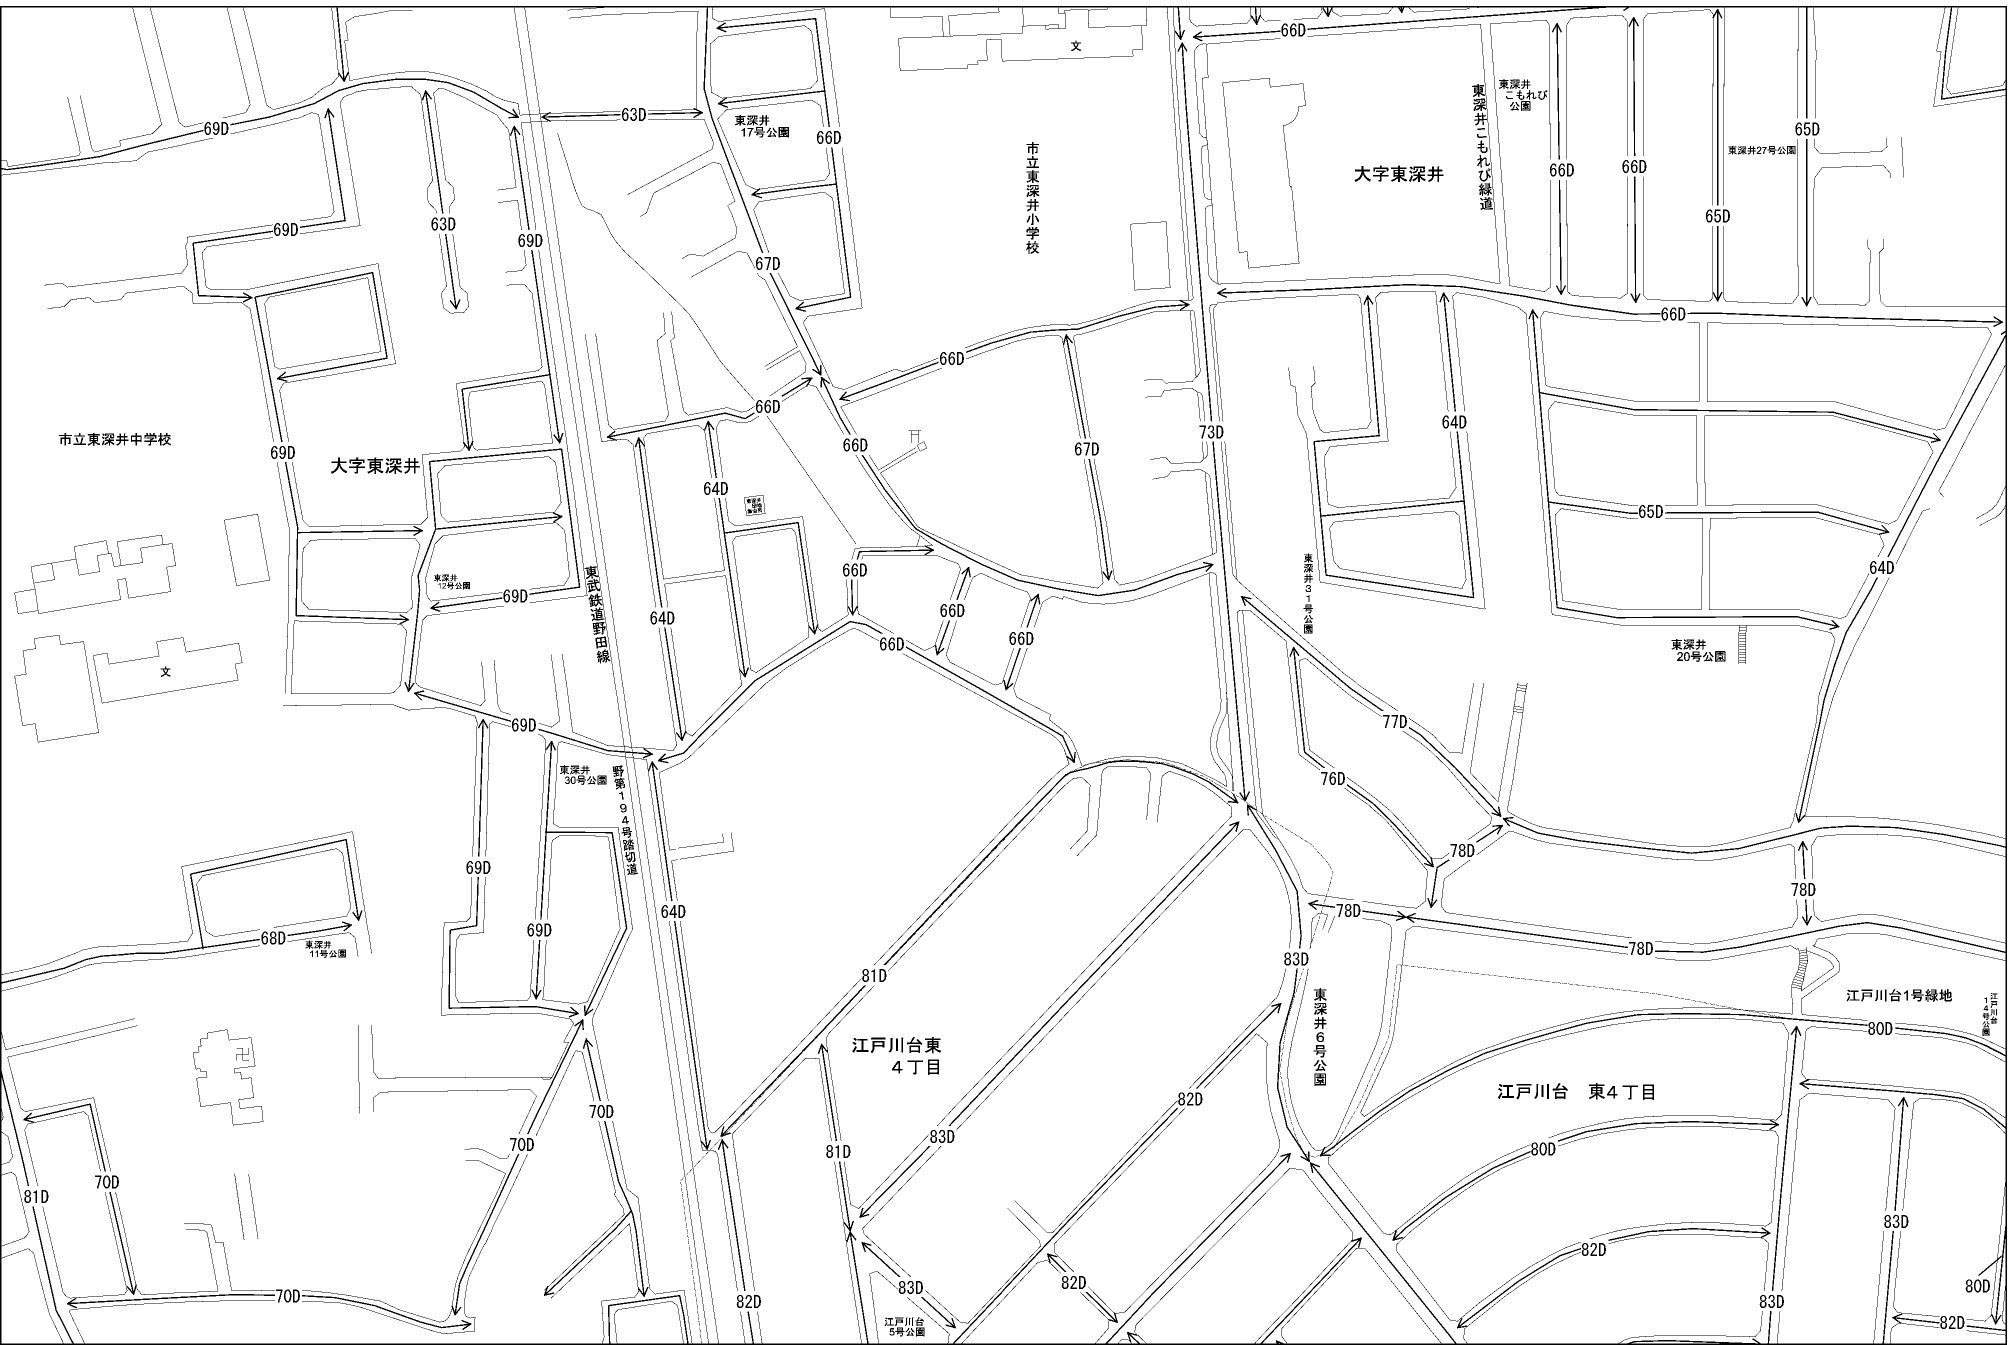 66D
文
東深井
こもれび
公園
63D
69D
東深井
17号公園
66D
65D
東深井こもれび緑道
市立東深井小学校
大字東深井
東深井27号公園
66D
66D
65D
63D
69D
69D
67D
66D
66D
66D
市立東深井中学校
大字東深井
69D
66D
67D
73D
64D
64D
65D
東深井31号公園
東深井
12号公園
東武鉄道野田線
69D
66D
64D
64D
66D
66D
66D
東深井
20号公園
文
69D
77D
76D
東深井
30号公園
野第194号踏切道
69D
69D
64D
78D
78D
78D
78D
68D
東深井
11号公園
81D
83D
東深井6号公園
江戸川台1号緑地
江戸川台
14号公園
80D
江戸川台東
4丁目
江戸川台　東4丁目
82D
70D
70D
70D
81D
83D
81D
80D
83D
82D
83D
82D
80D
70D
82D
83D
82D
江戸川台
5号公園